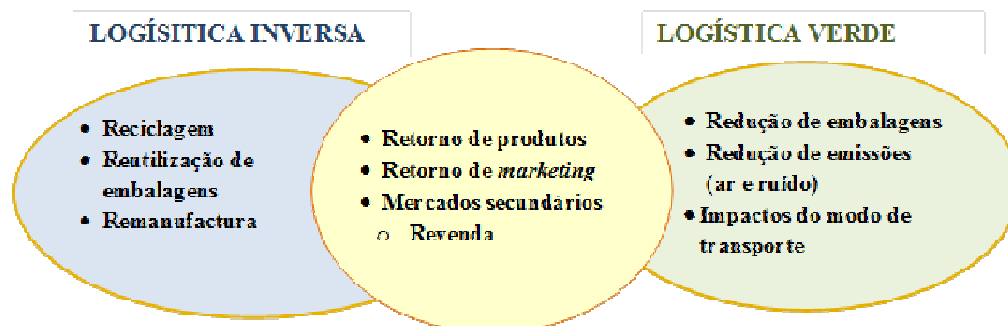 LOGÍSITICA INVERSA
LOGÍSTICA VERDE
• Reciclagem
• Reutilização de
embalagens
• Remanufactura
• Retorno de produtos
• Retorno de marketing
• Mercados secundários
o Revenda
• Redução de embalagens
• Redução de emissões
(ar e ruído)
• Impactos do modo de
transporte